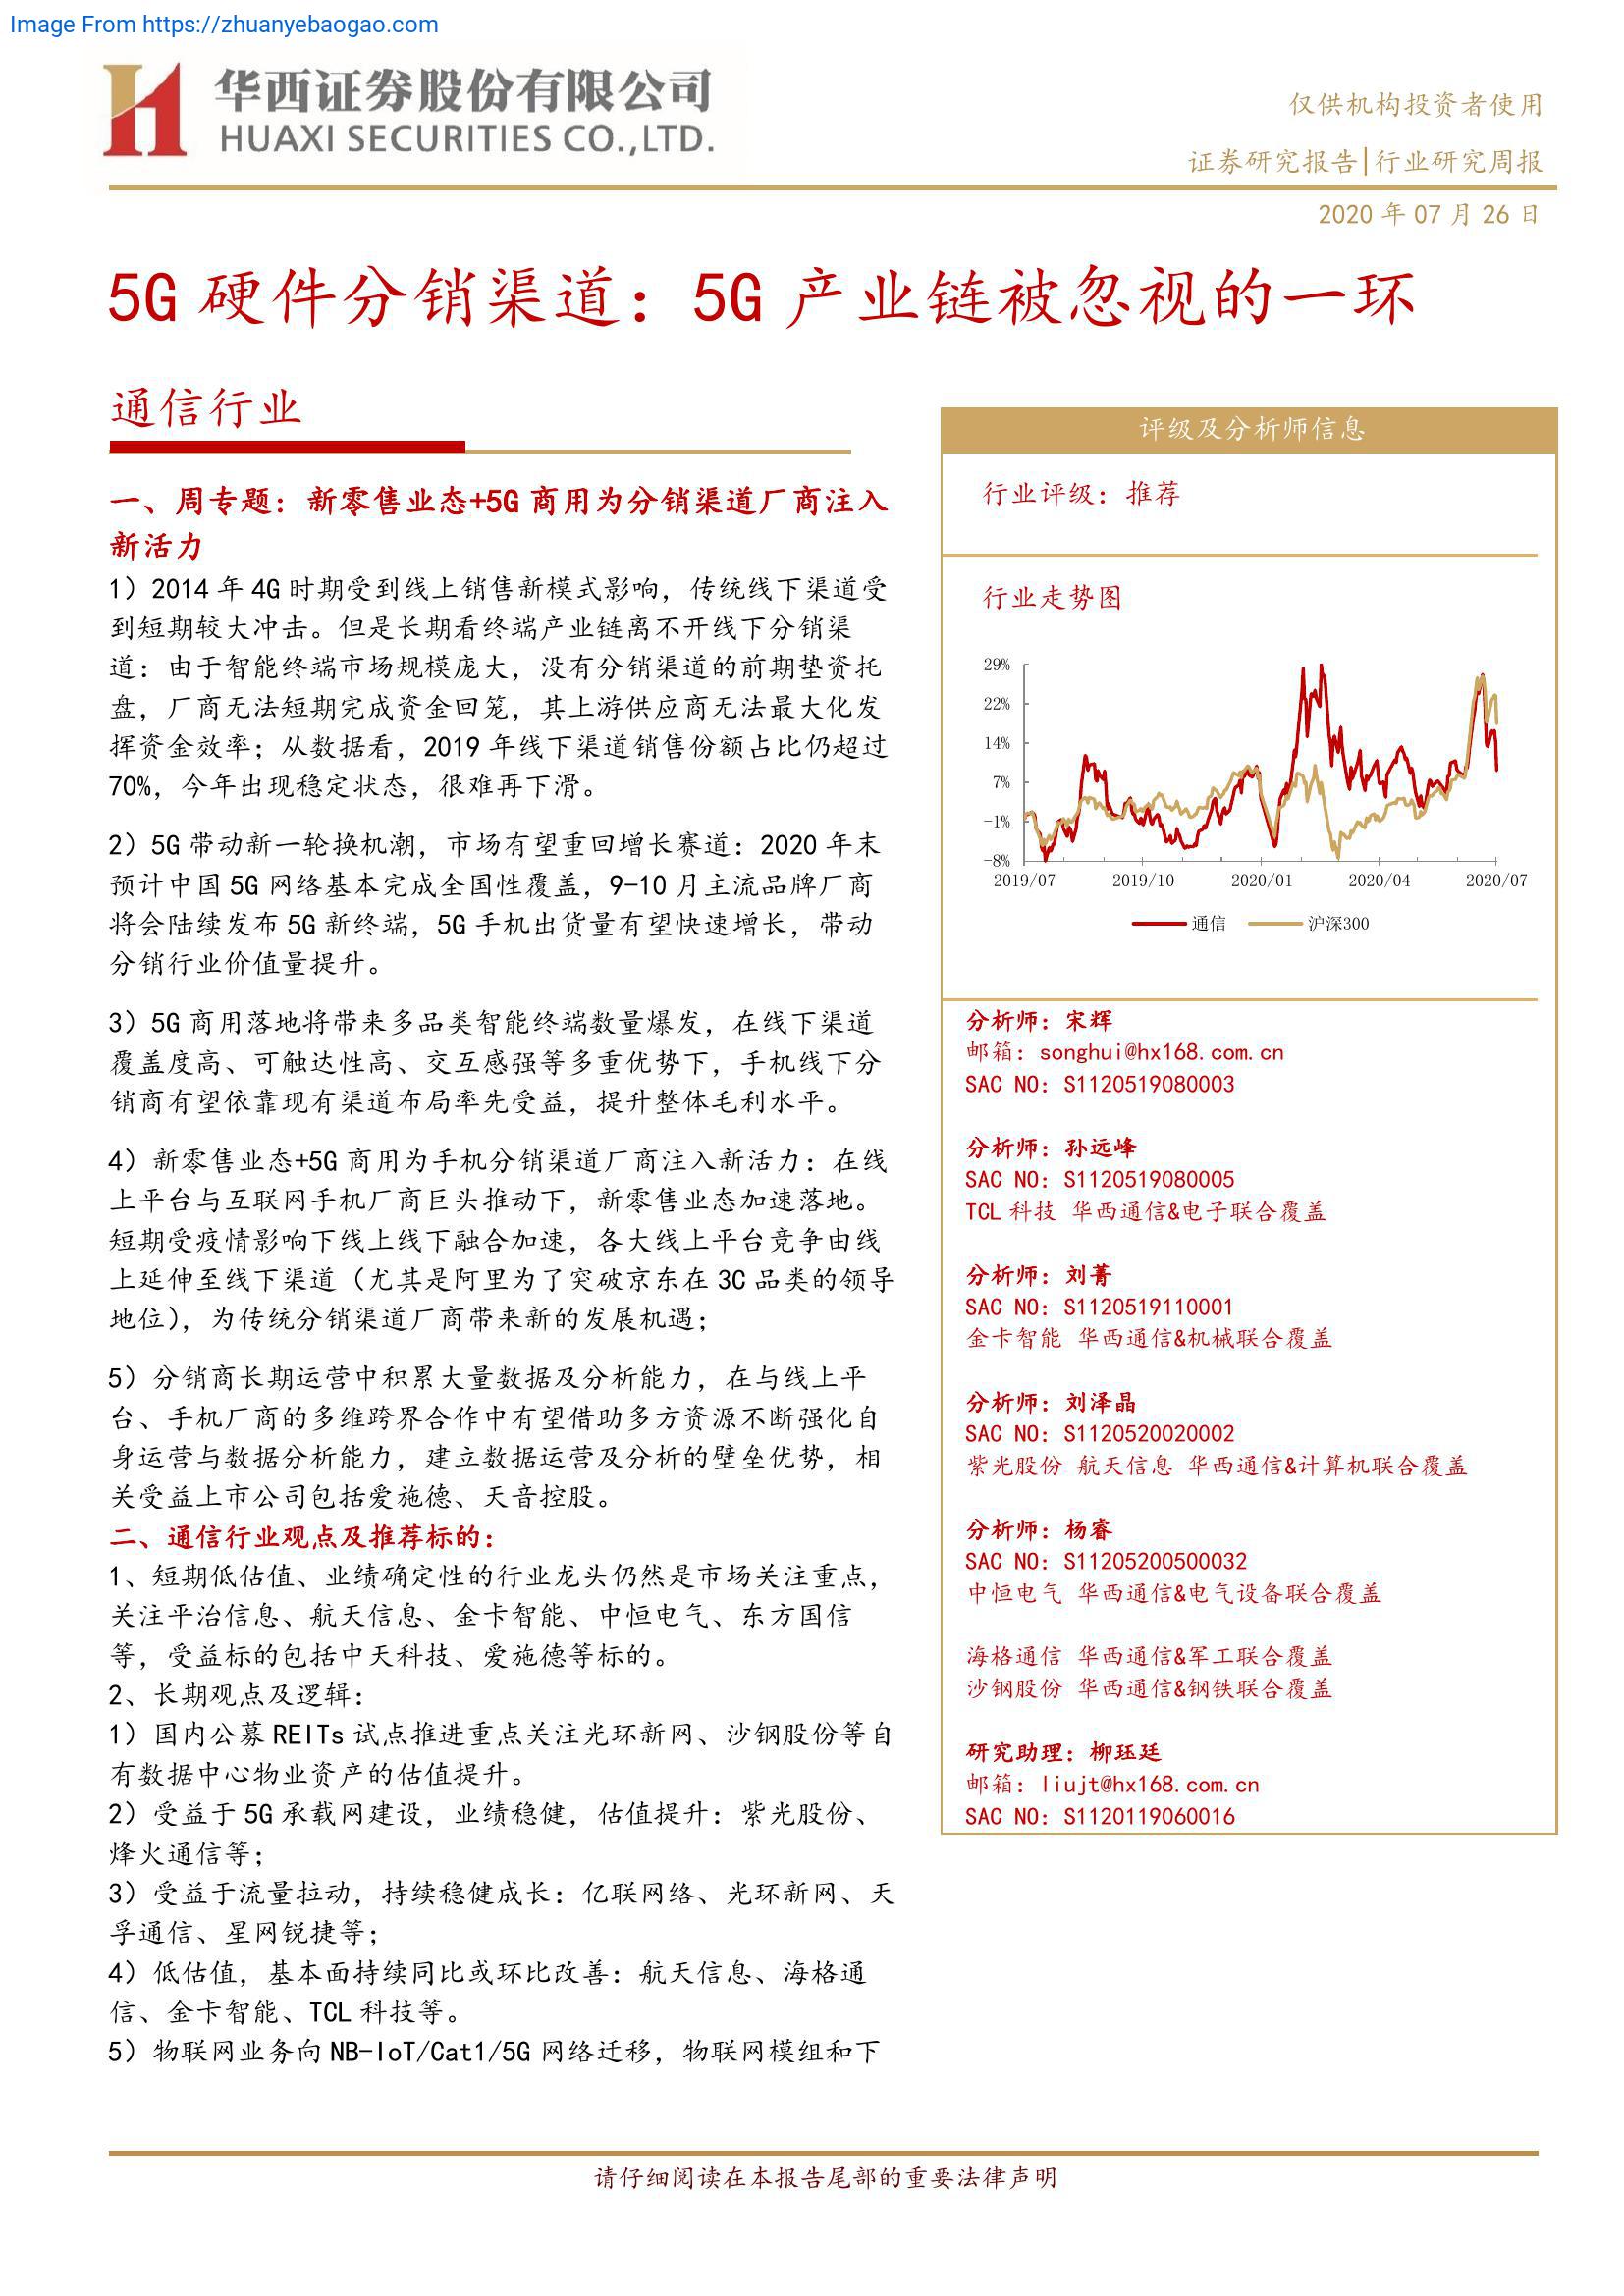 Image From https://zhuanyebaogao.com
华西证券股份有限公司
HUAXI SECURITIES CO.,LTD.
仅供机构投资者使用
证券研究报告|行业研究周报
2020 年 07 月 26 日
5G 硬件分销渠道：5G 产业链被忽视的一环
通信行业
一、周专题：新零售业态+5G 商用为分销渠道厂商注入
新活力
1）2014 年 4G 时期受到线上销售新模式影响，传统线下渠道受
到短期较大冲击。但是长期看终端产业链离不开线下分销渠
道：由于智能终端市场规模庞大，没有分销渠道的前期垫资托
盘，厂商无法短期完成资金回笼，其上游供应商无法最大化发
挥资金效率；从数据看，2019 年线下渠道销售份额占比仍超过
70%，今年出现稳定状态，很难再下滑。
2）5G 带动新一轮换机潮，市场有望重回增长赛道：2020 年末
预计中国 5G 网络基本完成全国性覆盖，9-10 月主流品牌厂商
将会陆续发布 5G 新终端，5G 手机出货量有望快速增长，带动
分销行业价值量提升。
3）5G 商用落地将带来多品类智能终端数量爆发，在线下渠道
覆盖度高、可触达性高、交互感强等多重优势下，手机线下分
销商有望依靠现有渠道布局率先受益，提升整体毛利水平。
4）新零售业态+5G 商用为手机分销渠道厂商注入新活力：在线
上平台与互联网手机厂商巨头推动下，新零售业态加速落地。
短期受疫情影响下线上线下融合加速，各大线上平台竞争由线
上延伸至线下渠道（尤其是阿里为了突破京东在 3C 品类的领导
地位），为传统分销渠道厂商带来新的发展机遇；
5）分销商长期运营中积累大量数据及分析能力，在与线上平
台、手机厂商的多维跨界合作中有望借助多方资源不断强化自
身运营与数据分析能力，建立数据运营及分析的壁垒优势，相
关受益上市公司包括爱施德、天音控股。
二、通信行业观点及推荐标的：
1、短期低估值、业绩确定性的行业龙头仍然是市场关注重点，
关注平治信息、航天信息、金卡智能、中恒电气、东方国信
等，受益标的包括中天科技、爱施德等标的。
2、长期观点及逻辑：
1）国内公募 REITs 试点推进重点关注光环新网、沙钢股份等自
有数据中心物业资产的估值提升。
2）受益于 5G 承载网建设，业绩稳健，估值提升：紫光股份、
烽火通信等；
3）受益于流量拉动，持续稳健成长：亿联网络、光环新网、天
孚通信、星网锐捷等；
4）低估值，基本面持续同比或环比改善：航天信息、海格通
信、金卡智能、TCL 科技等。
5）物联网业务向 NB-IoT/Cat1/5G 网络迁移，物联网模组和下
评级及分析师信息
行业评级：推荐
行业走势图
29%
22%
14%
7%
-1%
-8%
2019/07 2019/10 2020/01 2020/04 2020/07
通信 沪深300
分析师：宋辉
邮箱：songhui@hx168.com.cn
SAC NO：S1120519080003
分析师：孙远峰
SAC NO：S1120519080005
TCL 科技 华西通信&电子联合覆盖
分析师：刘菁
SAC NO：S1120519110001
金卡智能 华西通信&机械联合覆盖
分析师：刘泽晶
SAC NO：S1120520020002
紫光股份 航天信息 华西通信&计算机联合覆盖
分析师：杨睿
SAC NO：S11205200500032
中恒电气 华西通信&电气设备联合覆盖
海格通信 华西通信&军工联合覆盖
沙钢股份 华西通信&钢铁联合覆盖
研究助理：柳珏廷
邮箱：liujt@hx168.com.cn
SAC NO：S1120119060016
请仔细阅读在本报告尾部的重要法律声明